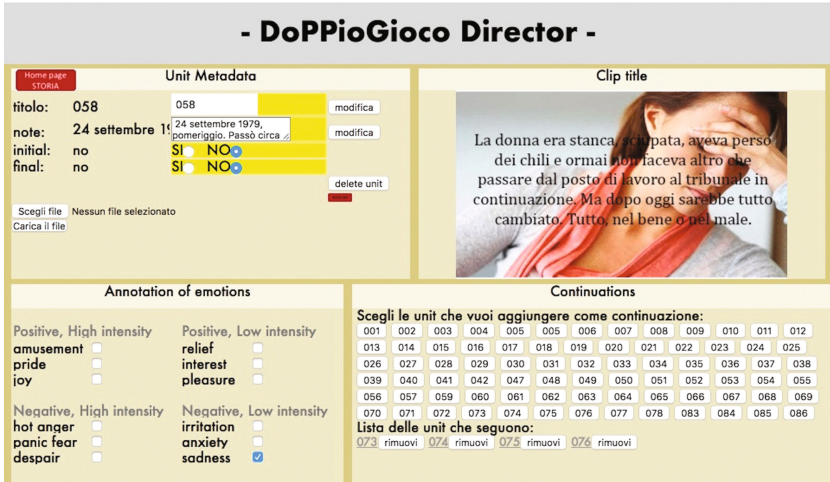 - DoPPioGioco Director -
Home page
STORIA
Unit Metadata
titolo: 058 058 modifica
note: 24 settembre 19 24 settembre 1979,
pomeriggio. Passò circa modifica
initial: no SI NO
final: no SI NO
delete unit
Scegli file Nessun file selezionato
Carica il file
Clip title
La donna era stanca, sciupata, aveva perso
dei chili e ormai non faceva altro che
passare dal posto di lavoro al tribunale in
continuazione. Ma dopo oggi sarebbe tutto
cambiato. Tutto, nel bene o nel male.
Annotation of emotions
Positive, High intensity
amusement
pride
joy
Positive, Low intensity
relief
interest
pleasure
Negative, High intensity
hot anger
panic fear
despair
Negative, Low intensity
irritation
anxiety
sadness
Continuations
Scegli le unit che vuoi aggiungere come continuazione:
001 002 003 004 005 005 006 007 008 009 010 011 012
013 014 015 016 017 018 019 020 021 022 023 024 025
026 027 028 029 030 031 032 033 034 035 036 037 038
039 040 041 042 047 048 049 050 051 052 053 054 055
056 057 059 060 061 062 063 064 065 066 067 068 069
070 071 072 073 074 075 076 077 078 083 084 085 086
Lista delle unit che seguono:
073 rimuovi 074 rimuovi 075 rimuovi 076 rimuovi